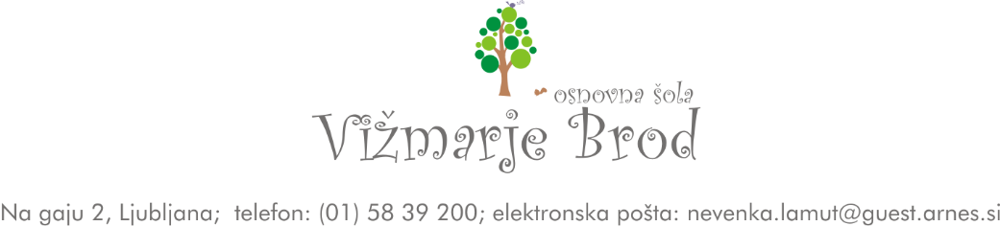 osnovna šola
Vižmarje Brod
Na gaju 2, Ljubljana;  telefon: (01) 58 39 200; elektronska pošta: nevenka.lamut@guest.arnes.si